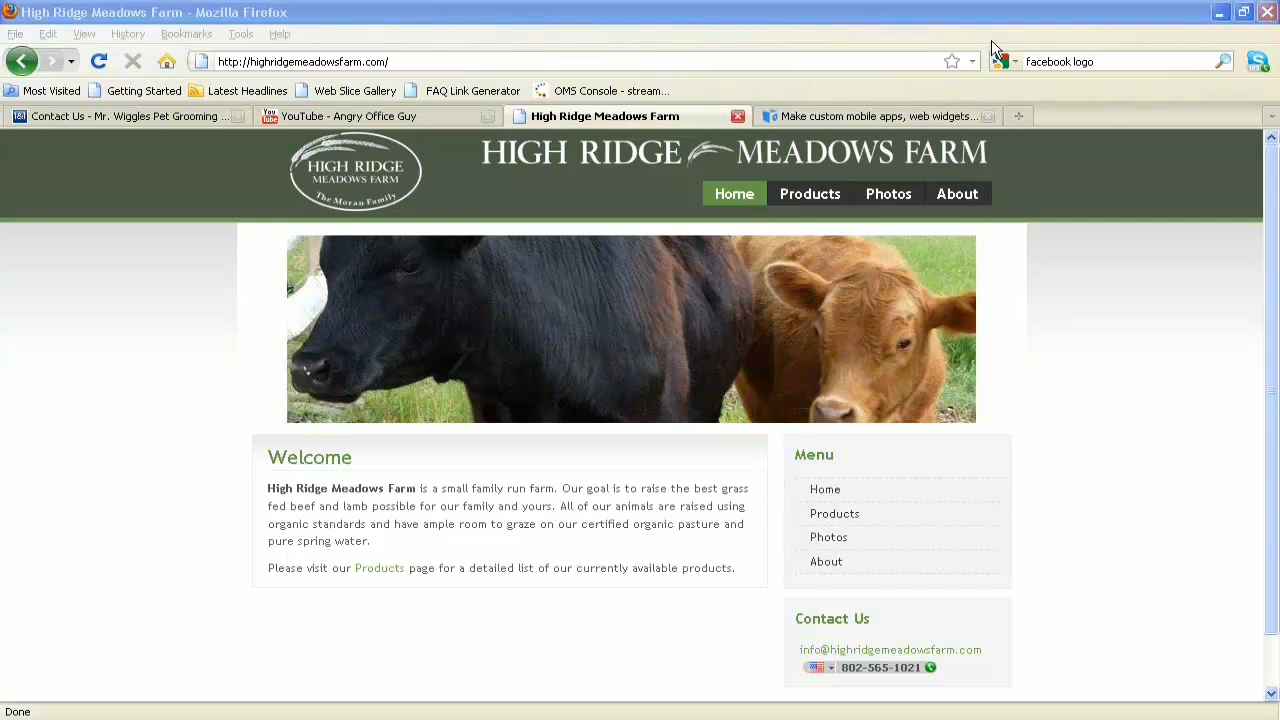 High Ridge Meadows Farm - Mozilla Firefox
File Edit View History Bookmarks Tools Help
http://highridgemeadowsfarm.com/
facebook logo
Most Visited Getting Started Latest Headlines Web Slice Gallery FAQ Link Generator OMS Console - stream...
Contact Us - Mr. Wiggles Pet Grooming ... YouTube - Angry Office Guy High Ridge Meadows Farm Make custom mobile apps, web widgets...
HIGH RIDGE
MEADOWS FARM
The Moran Family
HIGH RIDGE MEADOWS FARM
Home Products Photos About
Welcome
High Ridge Meadows Farm is a small family run farm. Our goal is to raise the best grass
fed beef and lamb possible for our family and yours. All of our animals are raised using
organic standards and have ample room to graze on our certified organic pasture and
pure spring water.
Please visit our Products page for a detailed list of our currently available products.
Menu
Home
Products
Photos
About
Contact Us
info@highridgemeadowsfarm.com
802-565-1021
Done